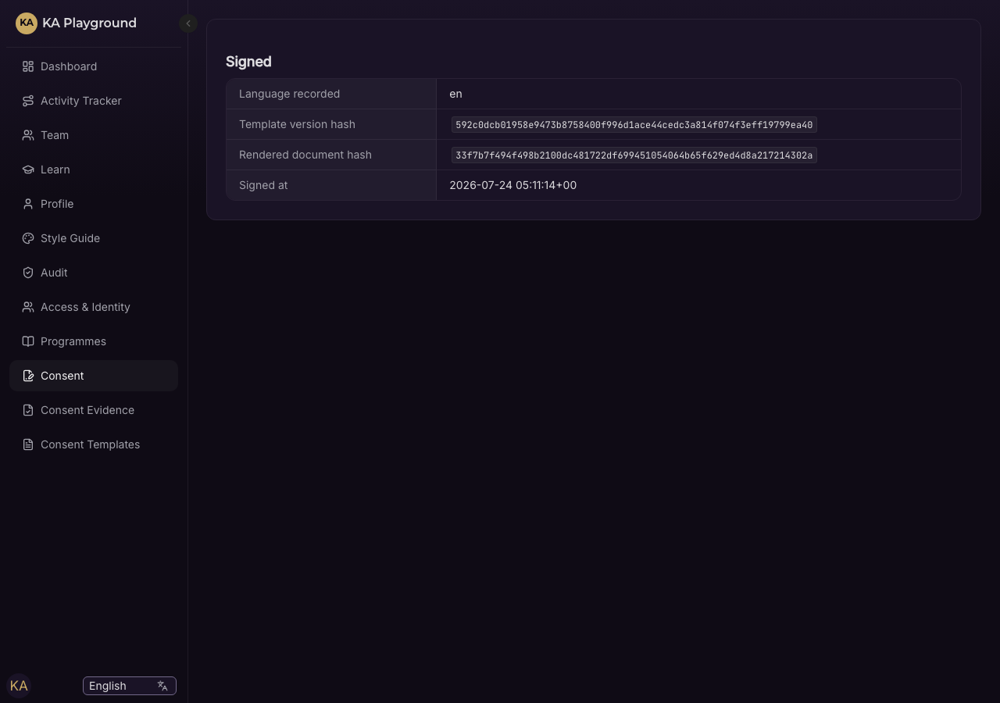 KA KA Playground
Dashboard
Activity Tracker
Team
Learn
Profile
Style Guide
Audit
Access & Identity
Programmes
Consent
Consent Evidence
Consent Templates
KA English
Signed
Language recorded en
Template version hash 592c0dcb01958e9473b8758400f996d1ace44cedc3a814f074f3eff19799ea40
Rendered document hash 33f7b7f494f498b2100dc481722df699451054064b65f629ed4d8a217214302a
Signed at 2026-07-24 05:11:14+00